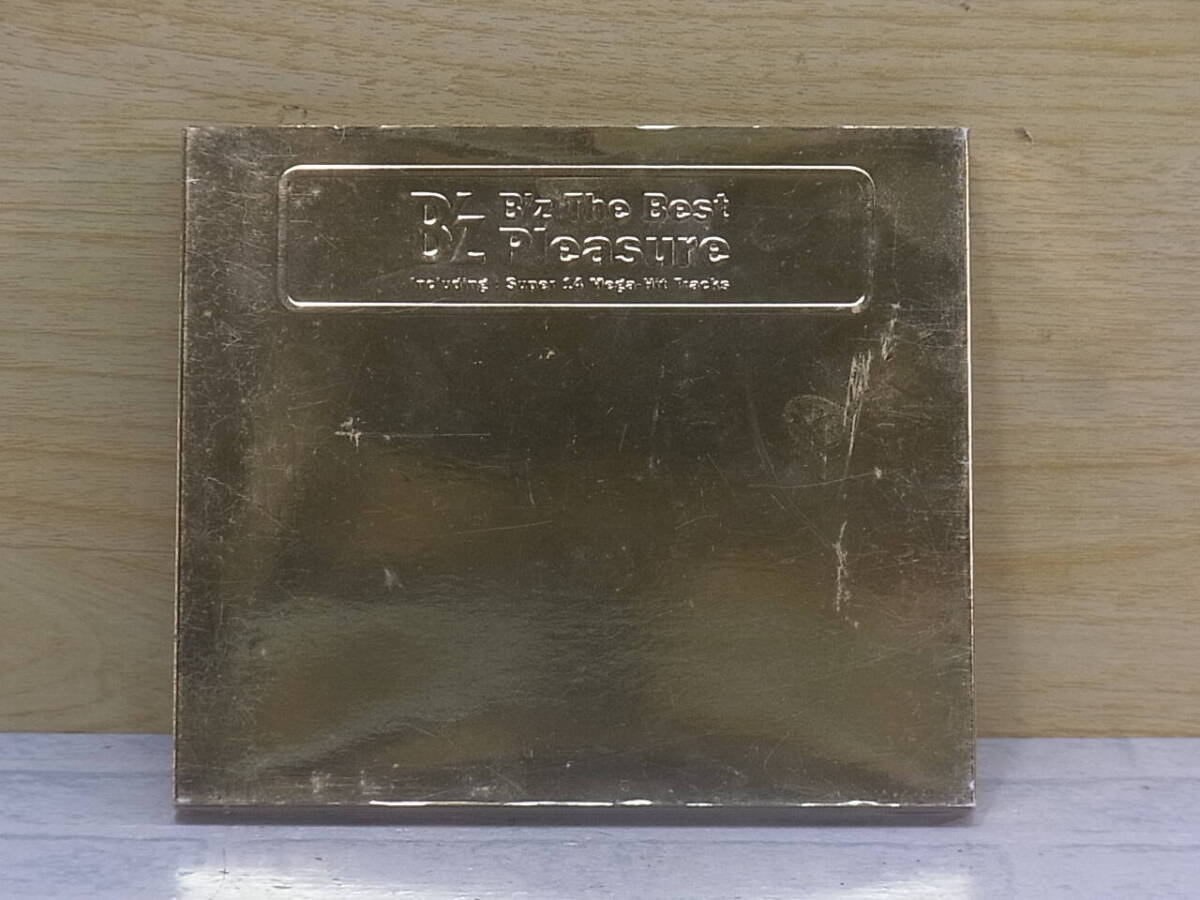 B'z
B'z The Best
Pleasure
Including : Super 14 Mega-Hit Tracks